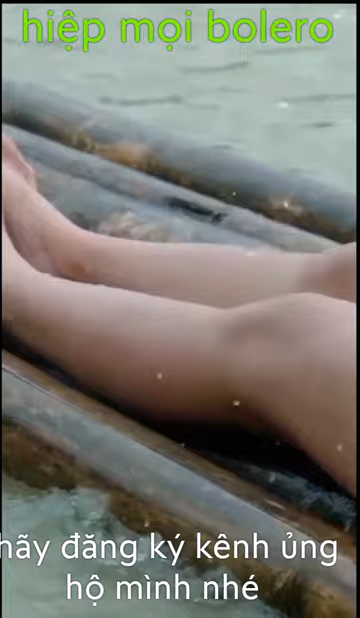 hiệp mọi bolero
hãy đăng ký kênh ủng
hộ mình nhé